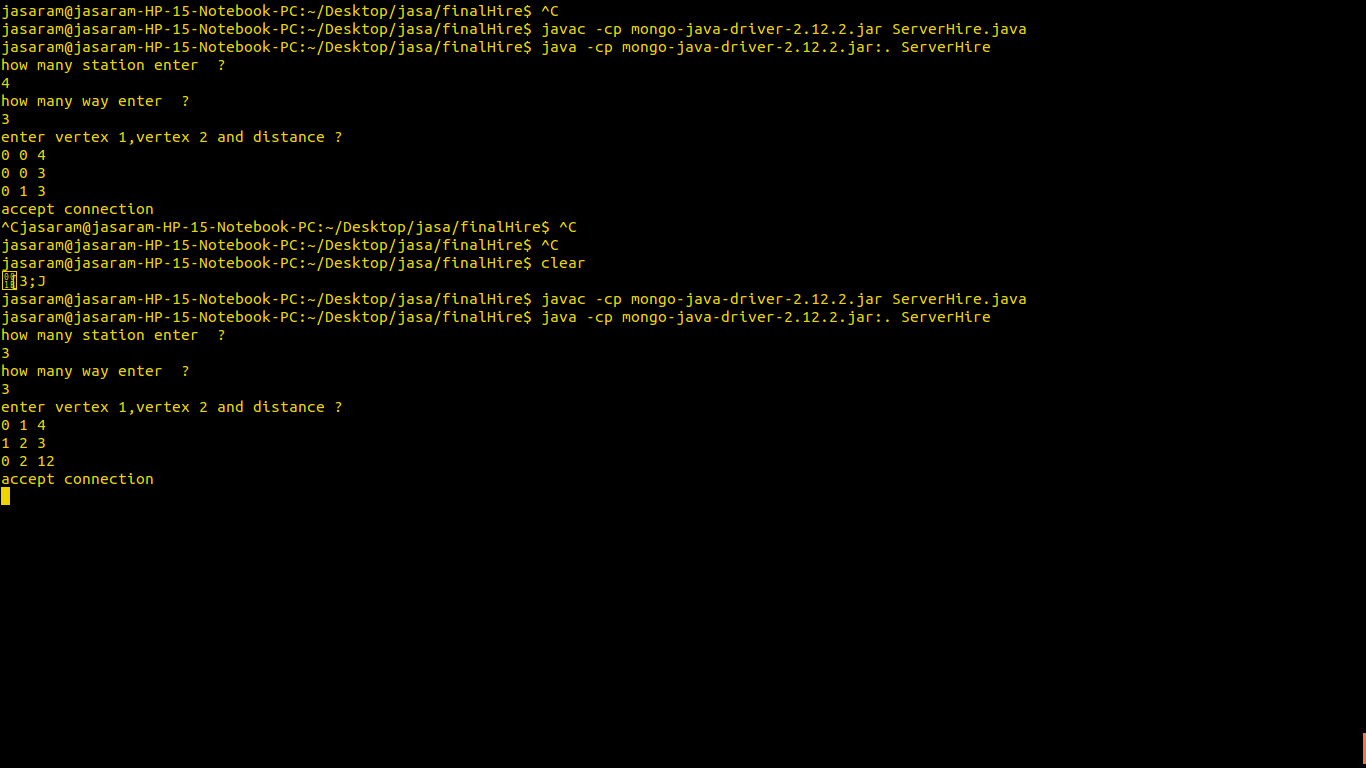 jasaram@jasaram-HP-15-Notebook-PC:~/Desktop/jasa/finalHire$ ^C
jasaram@jasaram-HP-15-Notebook-PC:~/Desktop/jasa/finalHire$ javac -cp mongo-java-driver-2.12.2.jar ServerHire.java
jasaram@jasaram-HP-15-Notebook-PC:~/Desktop/jasa/finalHire$ java -cp mongo-java-driver-2.12.2.jar:. ServerHire
how many station enter  ?
4
how many way enter  ?
3
enter vertex 1,vertex 2 and distance ?
0 0 4
0 0 3
0 1 3
accept connection
^Cjasaram@jasaram-HP-15-Notebook-PC:~/Desktop/jasa/finalHire$ ^C
jasaram@jasaram-HP-15-Notebook-PC:~/Desktop/jasa/finalHire$ ^C
jasaram@jasaram-HP-15-Notebook-PC:~/Desktop/jasa/finalHire$ clear
3;J
jasaram@jasaram-HP-15-Notebook-PC:~/Desktop/jasa/finalHire$ javac -cp mongo-java-driver-2.12.2.jar ServerHire.java
jasaram@jasaram-HP-15-Notebook-PC:~/Desktop/jasa/finalHire$ java -cp mongo-java-driver-2.12.2.jar:. ServerHire
how many station enter  ?
3
how many way enter  ?
3
enter vertex 1,vertex 2 and distance ?
0 1 4
1 2 3
0 2 12
accept connection